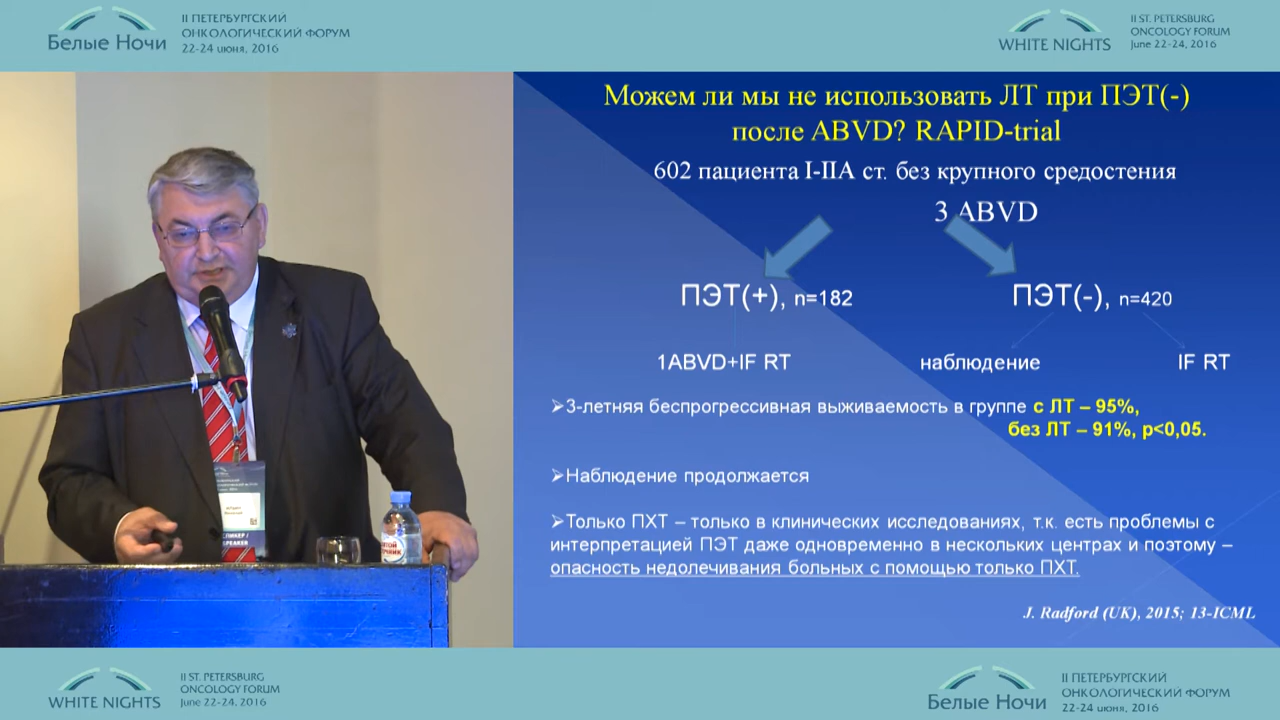 Белые Ночи
II ПЕТЕРБУРГСКИЙ
ОНКОЛОГИЧЕСКИЙ ФОРУМ
22-24 июня, 2016
WHITE NIGHTS
II ST. PETERSBURG
ONCOLOGY FORUM
June 22-24, 2016
Можем ли мы не использовать ЛТ при ПЭТ(-)
после ABVD? RAPID-trial
602 пациента I-IIA ст. без крупного средостения
3 ABVD
ПЭТ(+), n=182
ПЭТ(-), n=420
1ABVD+IF RT
наблюдение
IF RT
➢3-летняя беспрогрессивная выживаемость в группе с ЛТ – 95%,
без ЛТ – 91%, p<0,05.
➢Наблюдение продолжается
➢Только ПХТ – только в клинических исследованиях, т.к. есть проблемы с
интерпретацией ПЭТ даже одновременно в нескольких центрах и поэтому –
опасность недолечивания больных с помощью только ПХТ.
J. Radford (UK), 2015; 13-ICML
СПИКЕР /
SPEAKER
WHITE NIGHTS
II ST. PETERSBURG
ONCOLOGY FORUM
June 22-24, 2016
Белые Ночи
II ПЕТЕРБУРГСКИЙ
ОНКОЛОГИЧЕСКИЙ ФОРУМ
22-24 июня, 2016